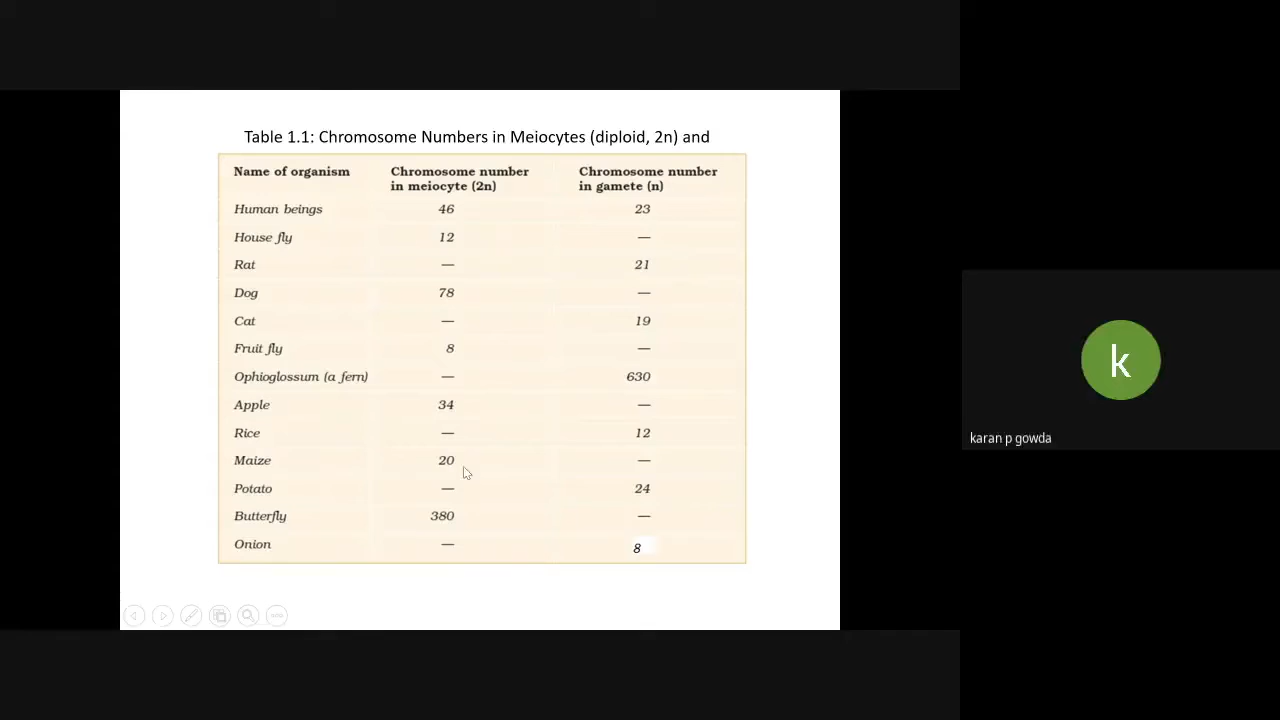 Table 1.1: Chromosome Numbers in Meiocytes (diploid, 2n) and
Name of organism Chromosome number in meiocyte (2n) Chromosome number in gamete (n)
Human beings 46 23
House fly 12 —
Rat — 21
Dog 78 —
Cat — 19
Fruit fly 8 —
Ophioglossum (a fern) — 630
Apple 34 —
Rice — 12
Maize 20 —
Potato — 24
Butterfly 380 —
Onion — 8
k
karan p gowda